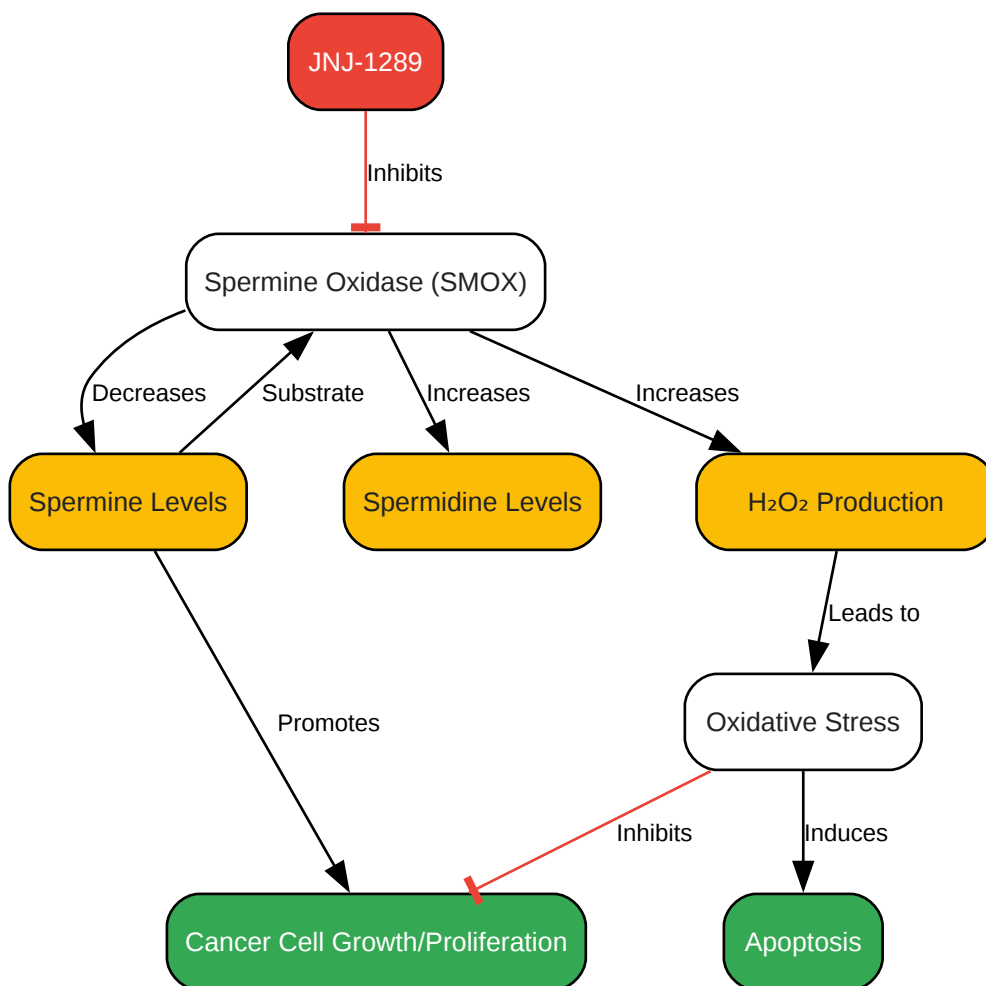 JNJ-1289
Inhibits
Spermine Oxidase (SMOX)
Decreases
Substrate
Increases
Increases
Spermine Levels
Spermidine Levels
H₂O₂ Production
Leads to
Oxidative Stress
Promotes
Inhibits
Induces
Cancer Cell Growth/Proliferation
Apoptosis